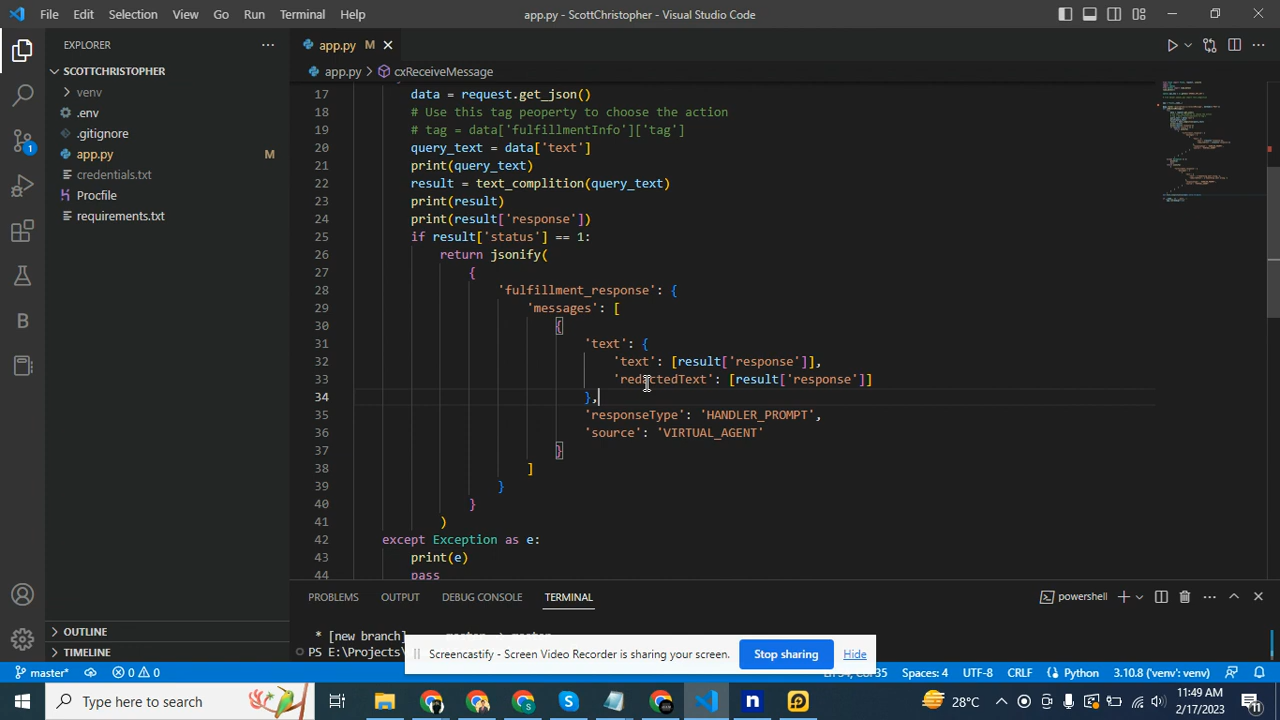 File Edit Selection View Go Run Terminal Help
app.py - ScottChristopher - Visual Studio Code
EXPLORER
SCOTTCHRISTOPHER
venv
.env
.gitignore
app.py M
credentials.txt
Procfile
requirements.txt
OUTLINE
TIMELINE
app.py M
app.py > cxReceiveMessage
17 data = request.get_json()
18 # Use this tag peoperty to choose the action
19 # tag = data['fulfillmentInfo']['tag']
20 query_text = data['text']
21 print(query_text)
22 result = text_complition(query_text)
23 print(result)
24 print(result['response'])
25 if result['status'] == 1:
26 return jsonify(
27 {
28 'fulfillment_response': {
29 'messages': [
30 {
31 'text': {
32 'text': [result['response']],
33 'redactedText': [result['response']]
34 },
35 'responseType': 'HANDLER_PROMPT',
36 'source': 'VIRTUAL_AGENT'
37 }
38 ]
39 }
40 }
41 )
42 except Exception as e:
43 print(e)
44 pass
PROBLEMS OUTPUT DEBUG CONSOLE TERMINAL
powershell
* [new branch]
PS E:\Projects\
Screencastify - Screen Video Recorder is sharing your screen. Stop sharing Hide
master* 0 0
Spaces: 4 UTF-8 CRLF Python 3.10.8 ('venv': venv)
Type here to search
28°C
11:49 AM
2/17/2023